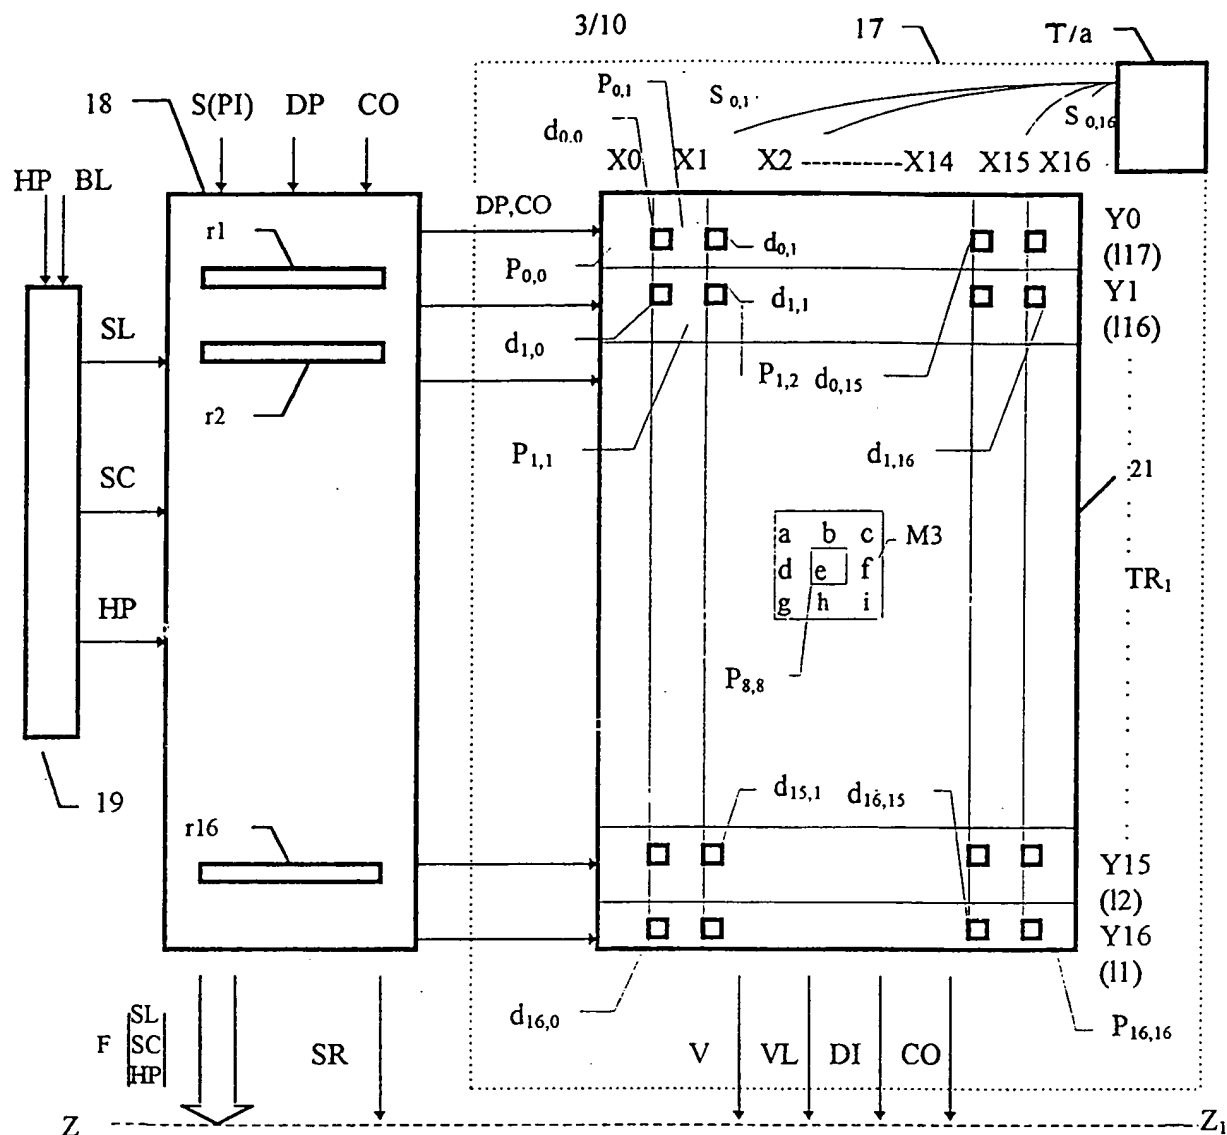 3/10
17
T/a
18
S(PI) DP CO
P0,1
S0,1
S0,16
d0,0
X0 X1 X2 ---------X14 X15 X16
HP BL
DP,CO
Y0
(l17)
r1
d0,1
P0,0
Y1
(l16)
SL
d1,1
d1,0
P1,2 d0,15
r2
P1,1
d1,16
21
SC
a b c
M3
d e f
TR1
g h i
HP
P8,8
19
d15,1 d16,15
r16
Y15
(l2)
Y16
(l1)
d16,0
P16,16
SL
F SC
HP
SR
V VL DI CO
Z
Z1